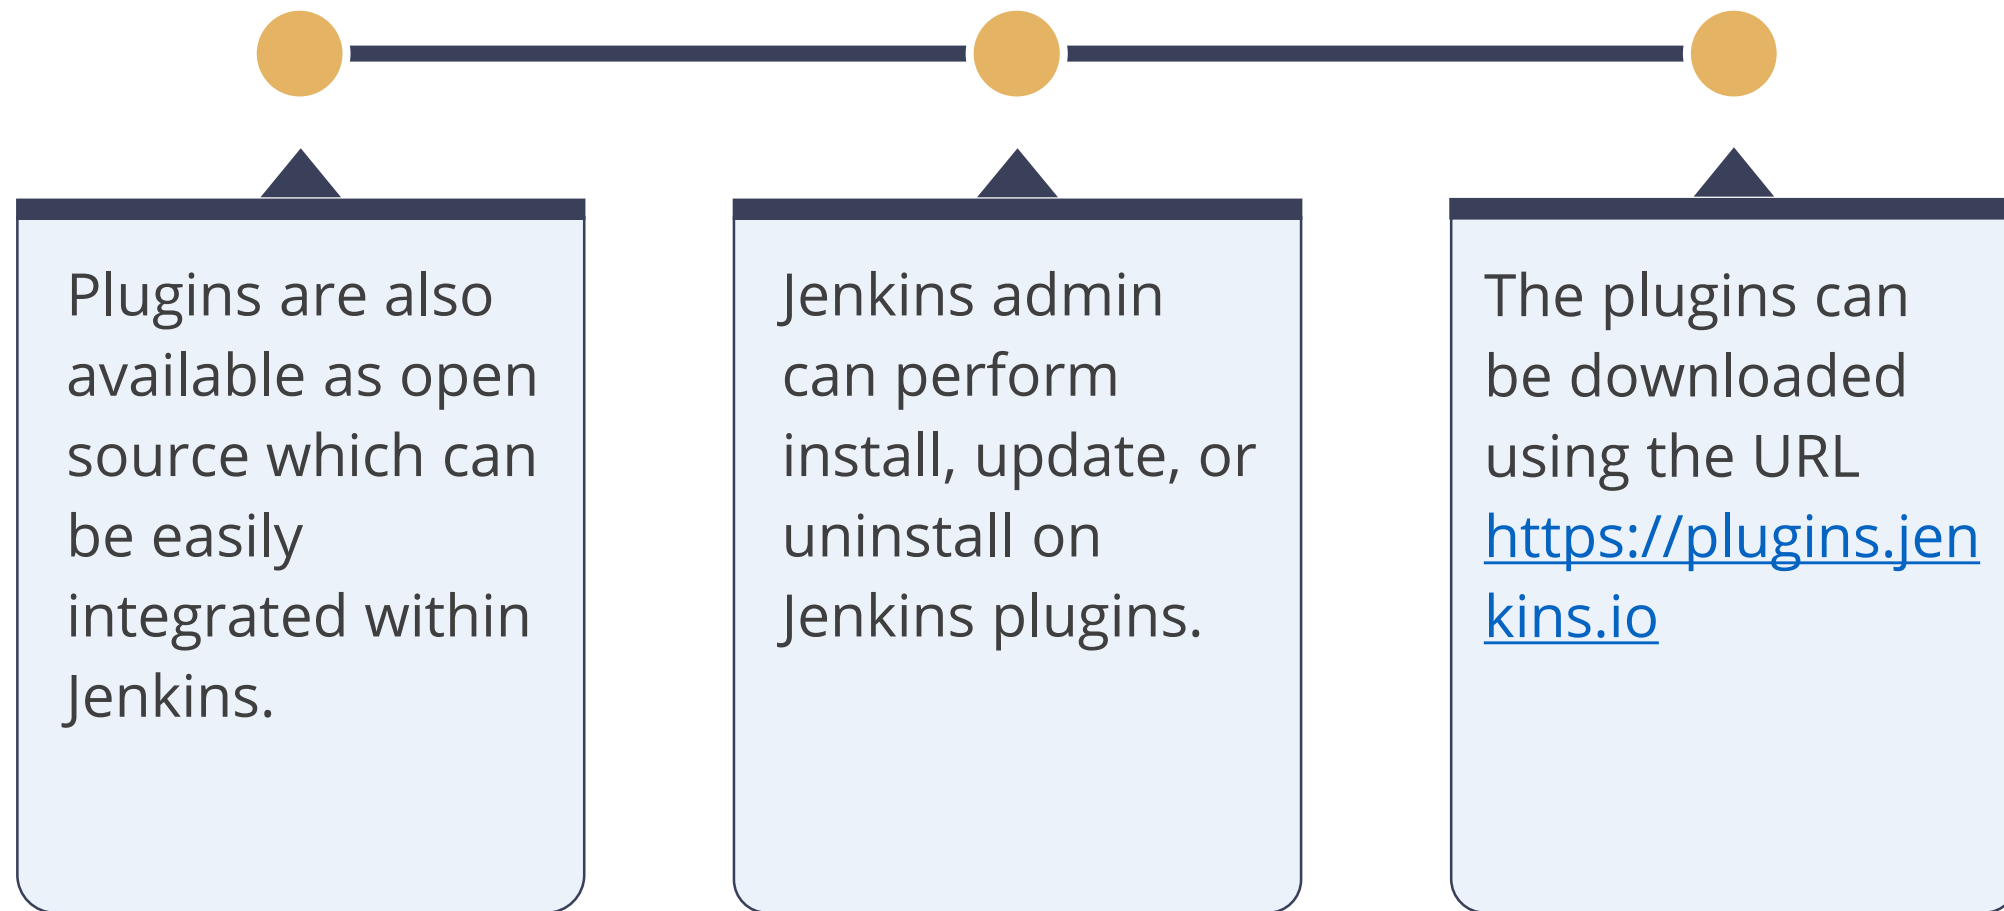 Plugins are also
available as open
source which can
be easily
integrated within
Jenkins.
Jenkins admin
can perform
install, update, or
uninstall on
Jenkins plugins.
The plugins can
be downloaded
using the URL
https://plugins.jen
kins.io